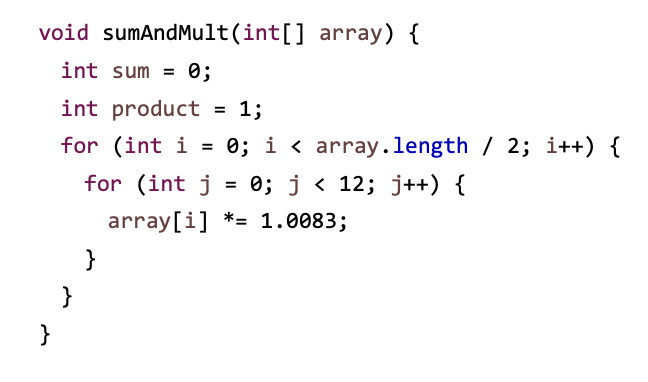 void sumAndMult(int[] array) {
  int sum = 0;
  int product = 1;
  for (int i = 0; i < array.length / 2; i++) {
    for (int j = 0; j < 12; j++) {
      array[i] *= 1.0083;
    }
  }
}